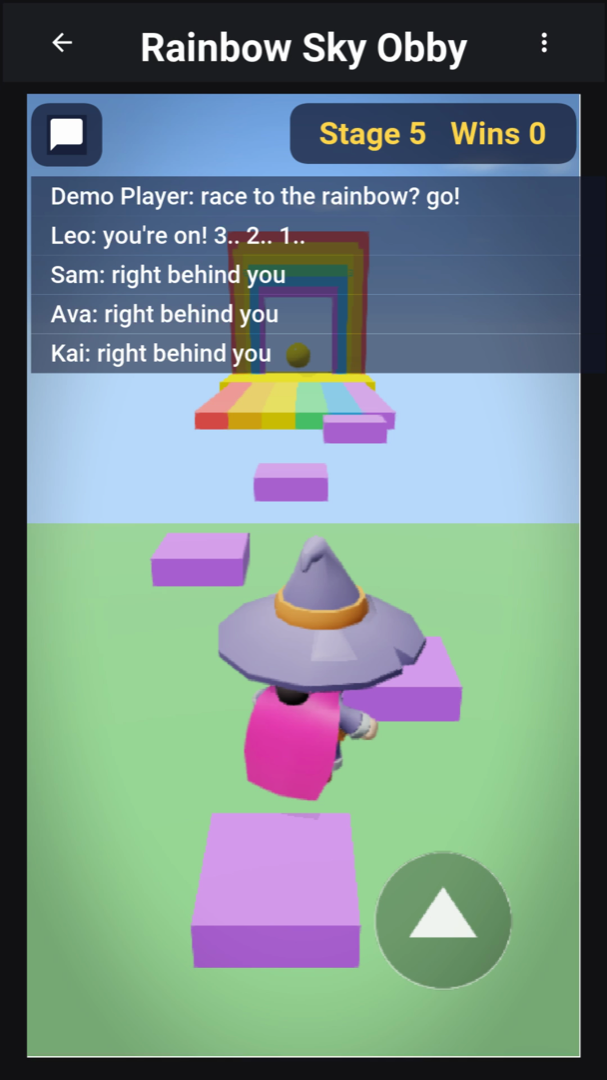 Rainbow Sky Obby
Stage 5 Wins 0
Demo Player: race to the rainbow? go!
Leo: you're on! 3.. 2.. 1..
Sam: right behind you
Ava: right behind you
Kai: right behind you